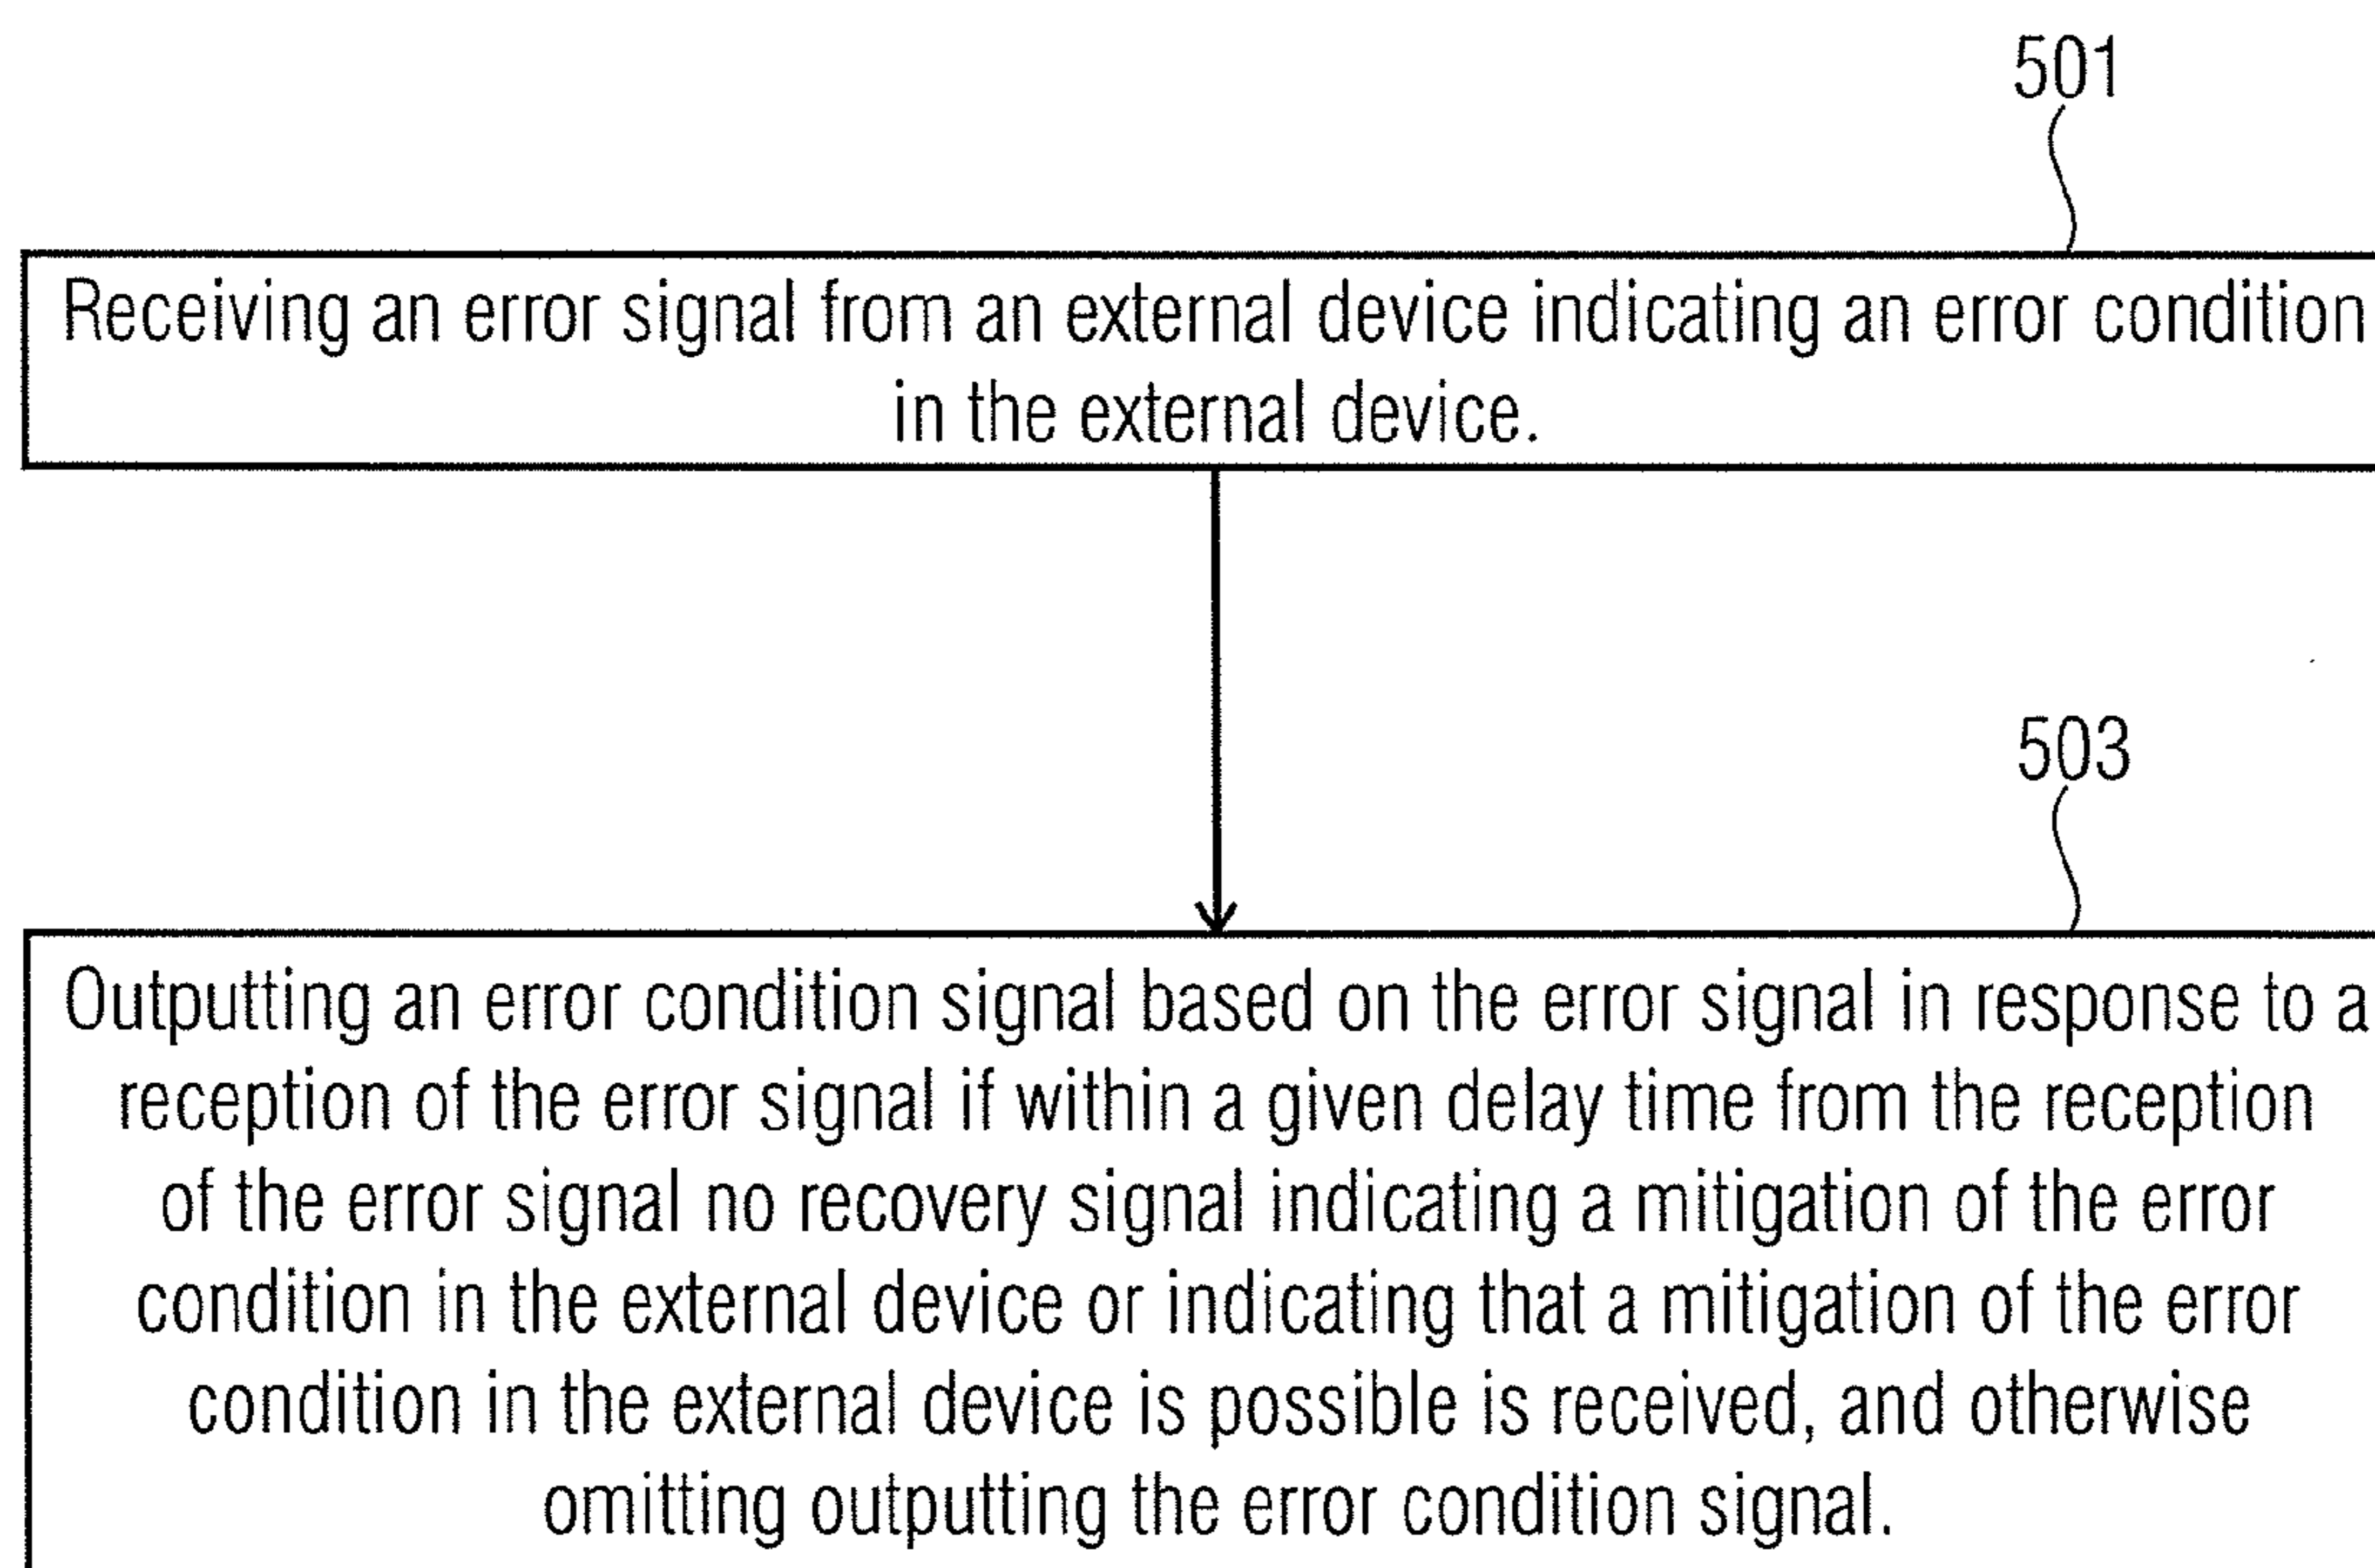 501
Receiving an error signal from an external device indicating an error condition
in the external device.
503
Outputting an error condition signal based on the error signal in response to a
reception of the error signal if within a given delay time from the reception
of the error signal no recovery signal indicating a mitigation of the error
condition in the external device or indicating that a mitigation of the error
condition in the external device is possible is received, and otherwise
omitting outputting the error condition signal.